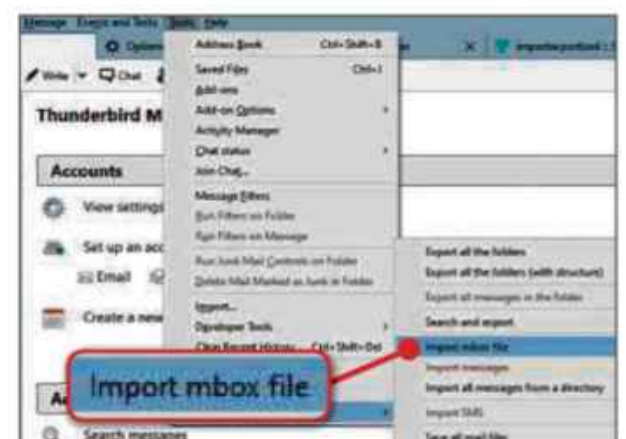 Message Events and Tasks Tools Help
Options
Write Chat
Thunderbird M
Accounts
View settings
Set up an acc
Email
Create a new
Search messages
Address Book Ctrl+Shift+B
Saved Files Ctrl+J
Add-ons
Add-on Options
Activity Manager
Chat status
Join Chat...
Message Filters
Run Filters on Folder
Run Filters on Message
Run Junk Mail Controls on Folder
Delete Mail Marked as Junk in Folder
Import...
Developer Tools
Clear Recent History... Ctrl+Shift+Del
Export all the folders
Export all the folders (with structure)
Export all messages in the folder
Search and export
Import mbox file
Import messages
Import all messages from a directory
Import SMS
Save all mail files
Import mbox file